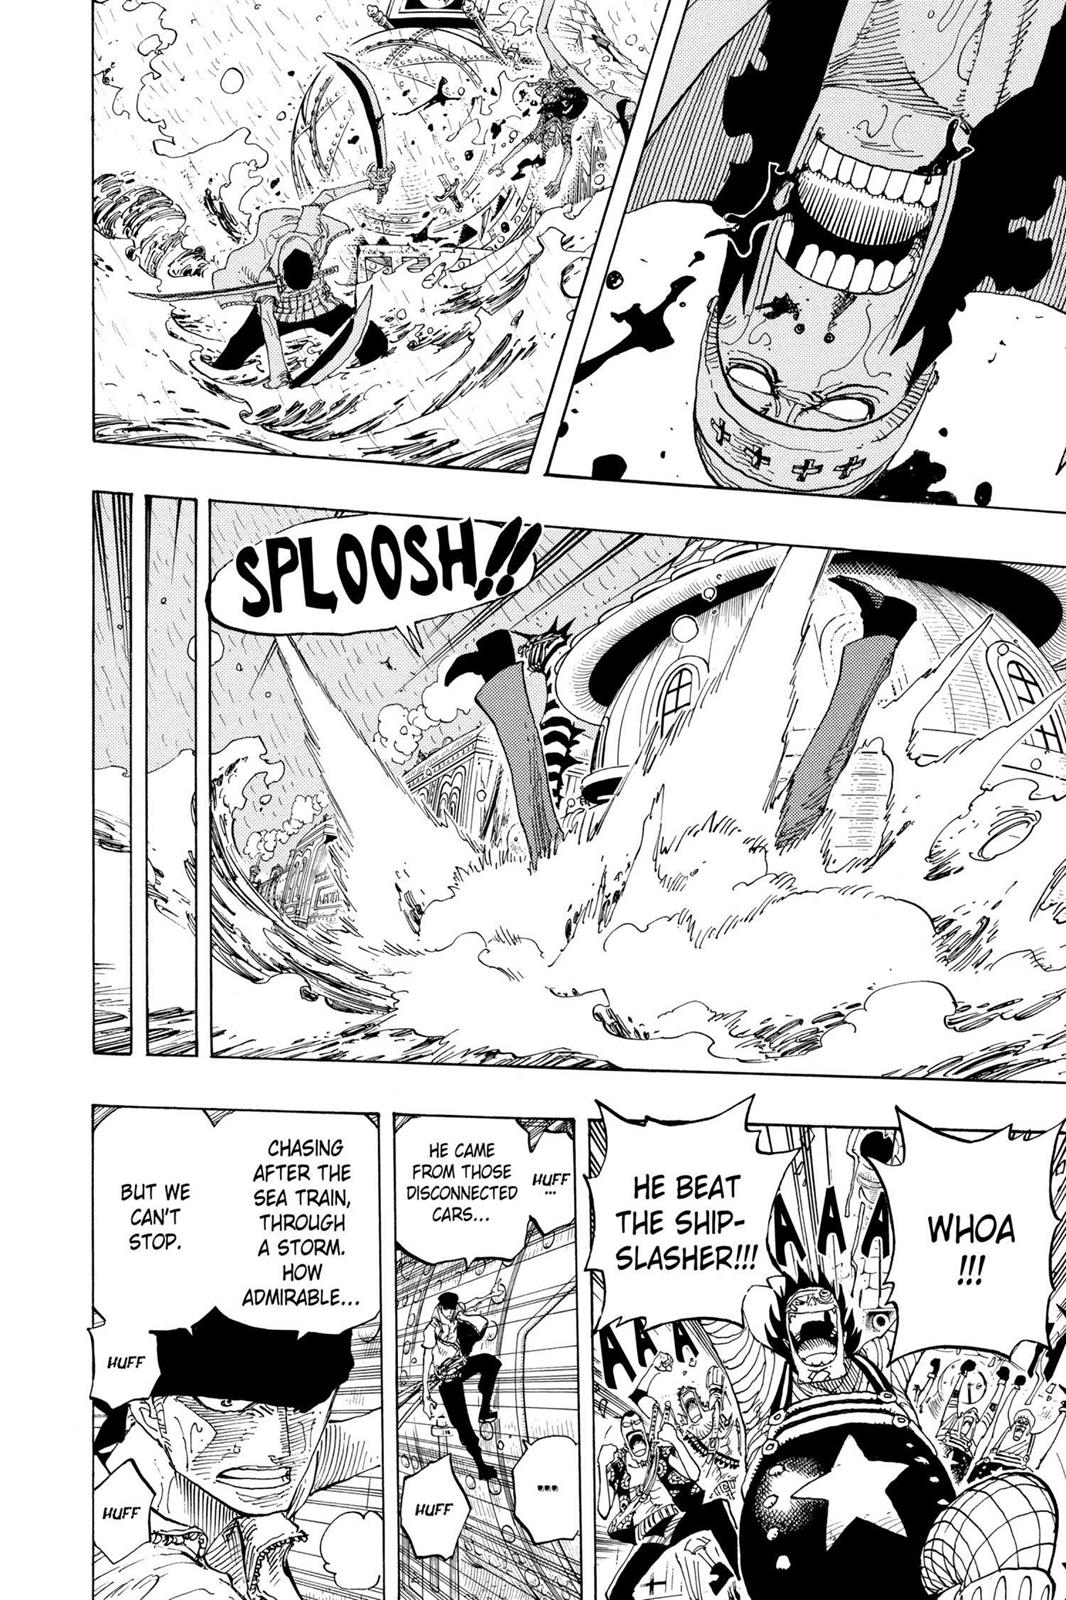 SPLOOSH!!
WHOA
!!!
AAA
HE BEAT
THE SHIP-
SLASHER!!!
AAA
HUFF
...
HE CAME
FROM THOSE
DISCONNECTED
CARS...
...
HUFF
CHASING
AFTER THE
SEA TRAIN,
THROUGH
A STORM.
HOW
ADMIRABLE...
BUT WE
CAN'T
STOP.
HUFF
HUFF